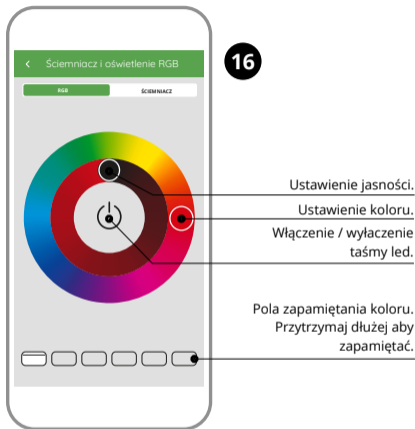 Ściemniacz i oświetlenie RGB
16
RGB
ŚCIEMNIACZ
Ustawienie jasności.
Ustawienie koloru.
Włączenie / wyłaczenie
taśmy led.
Pola zapamiętania koloru.
Przytrzymaj dłużej aby
zapamiętać.